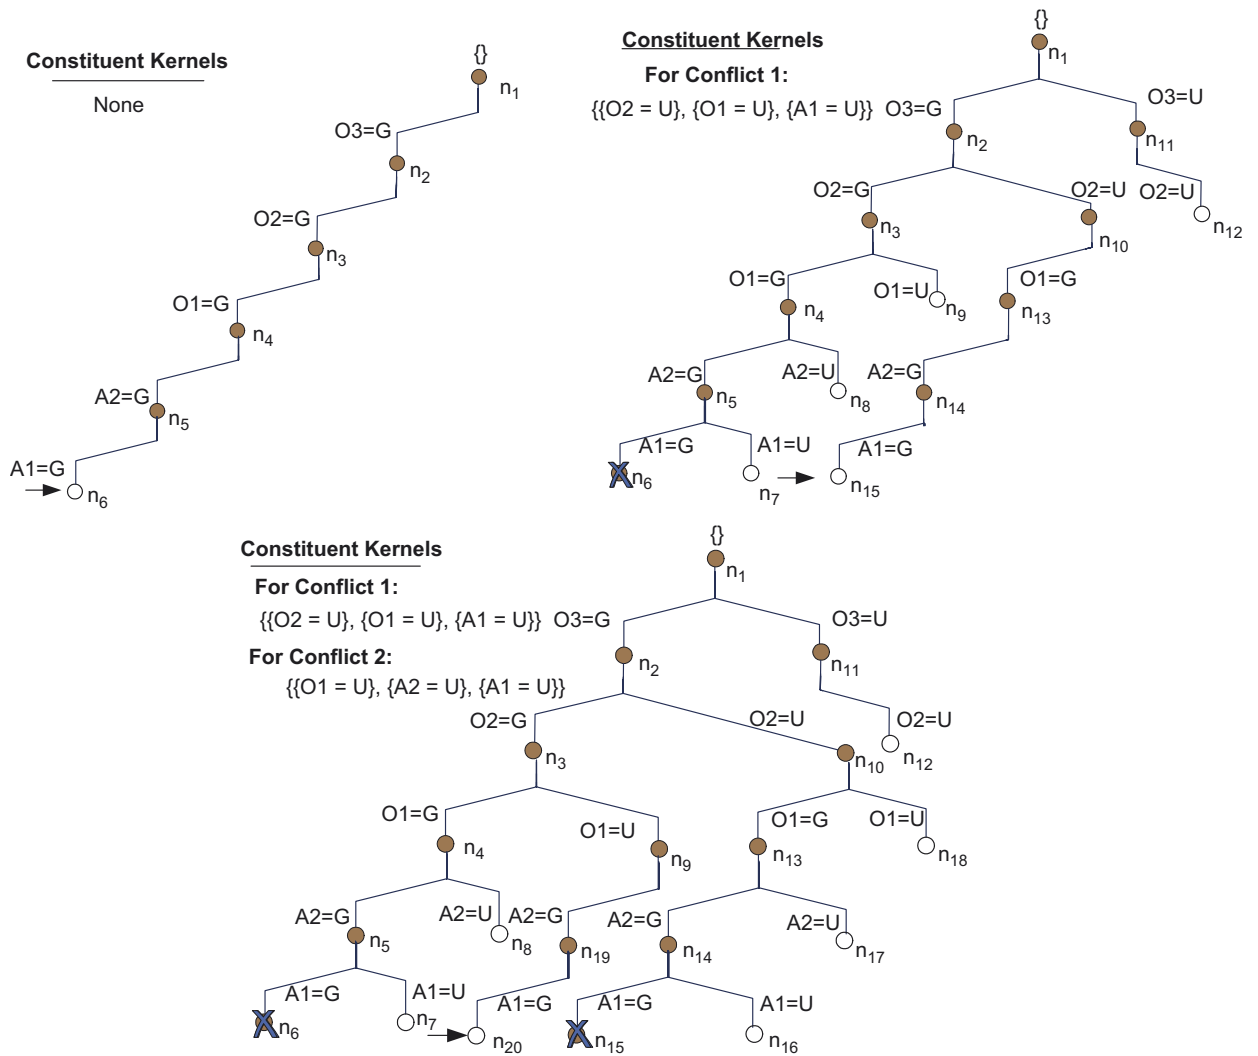 Constituent Kernels
None
{}
n1
O3=G
n2
O2=G
n3
O1=G
n4
A2=G
n5
A1=G
n6
Constituent Kernels
For Conflict 1:
{{O2 = U}, {O1 = U}, {A1 = U}}
{}
n1
O3=G
O3=U
n2
n11
O2=G
O2=U
O2=U
n3
n10
n12
O1=G
O1=U
O1=G
n4
n9
n13
A2=G
A2=U
A2=G
n5
n8
n14
A1=G
A1=U
A1=G
n6
n7
n15
Constituent Kernels
For Conflict 1:
{{O2 = U}, {O1 = U}, {A1 = U}}
For Conflict 2:
{{O1 = U}, {A2 = U}, {A1 = U}}
{}
n1
O3=G
O3=U
n2
n11
O2=G
O2=U
O2=U
n3
n10
n12
O1=G
O1=U
O1=G
O1=U
n4
n9
n13
n18
A2=G
A2=U
A2=G
A2=G
A2=U
n5
n8
n19
n14
n17
A1=G
A1=U
A1=G
A1=G
A1=U
n6
n7
n20
n15
n16